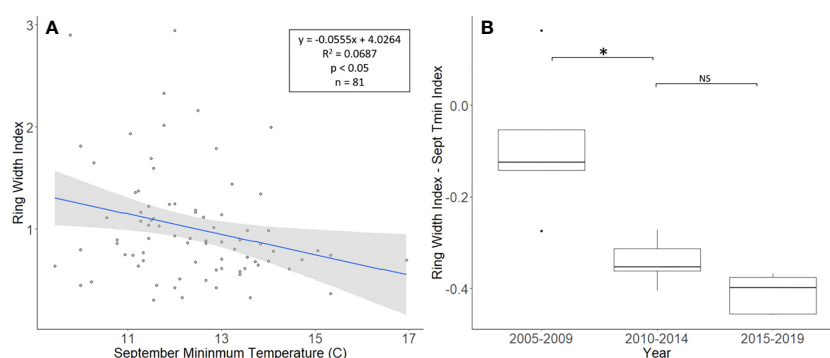 A
3
2
1
Ring Width Index
y = -0.0555x + 4.0264
R² = 0.0687
p < 0.05
n = 81
11
13
15
17
September Mininmum Temperature (C)
B
*
NS
0.0
-0.2
-0.4
Ring Width Index - Sept Tmin Index
2005-2009
2010-2014
2015-2019
Year